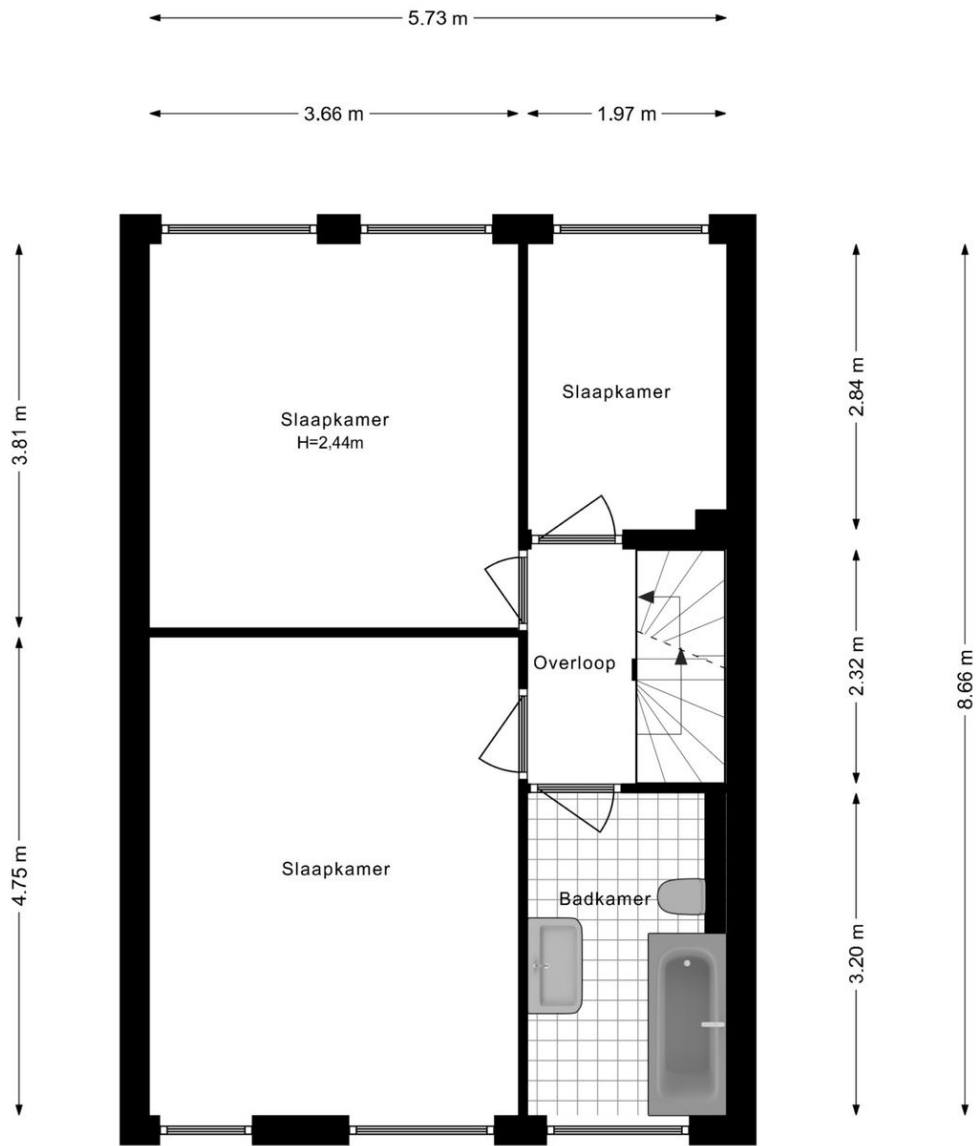 5.73 m
3.66 m
1.97 m
3.81 m
2.84 m
Slaapkamer
H=2,44m
Slaapkamer
Overloop
2.32 m
8.66 m
4.75 m
Slaapkamer
Badkamer
3.20 m